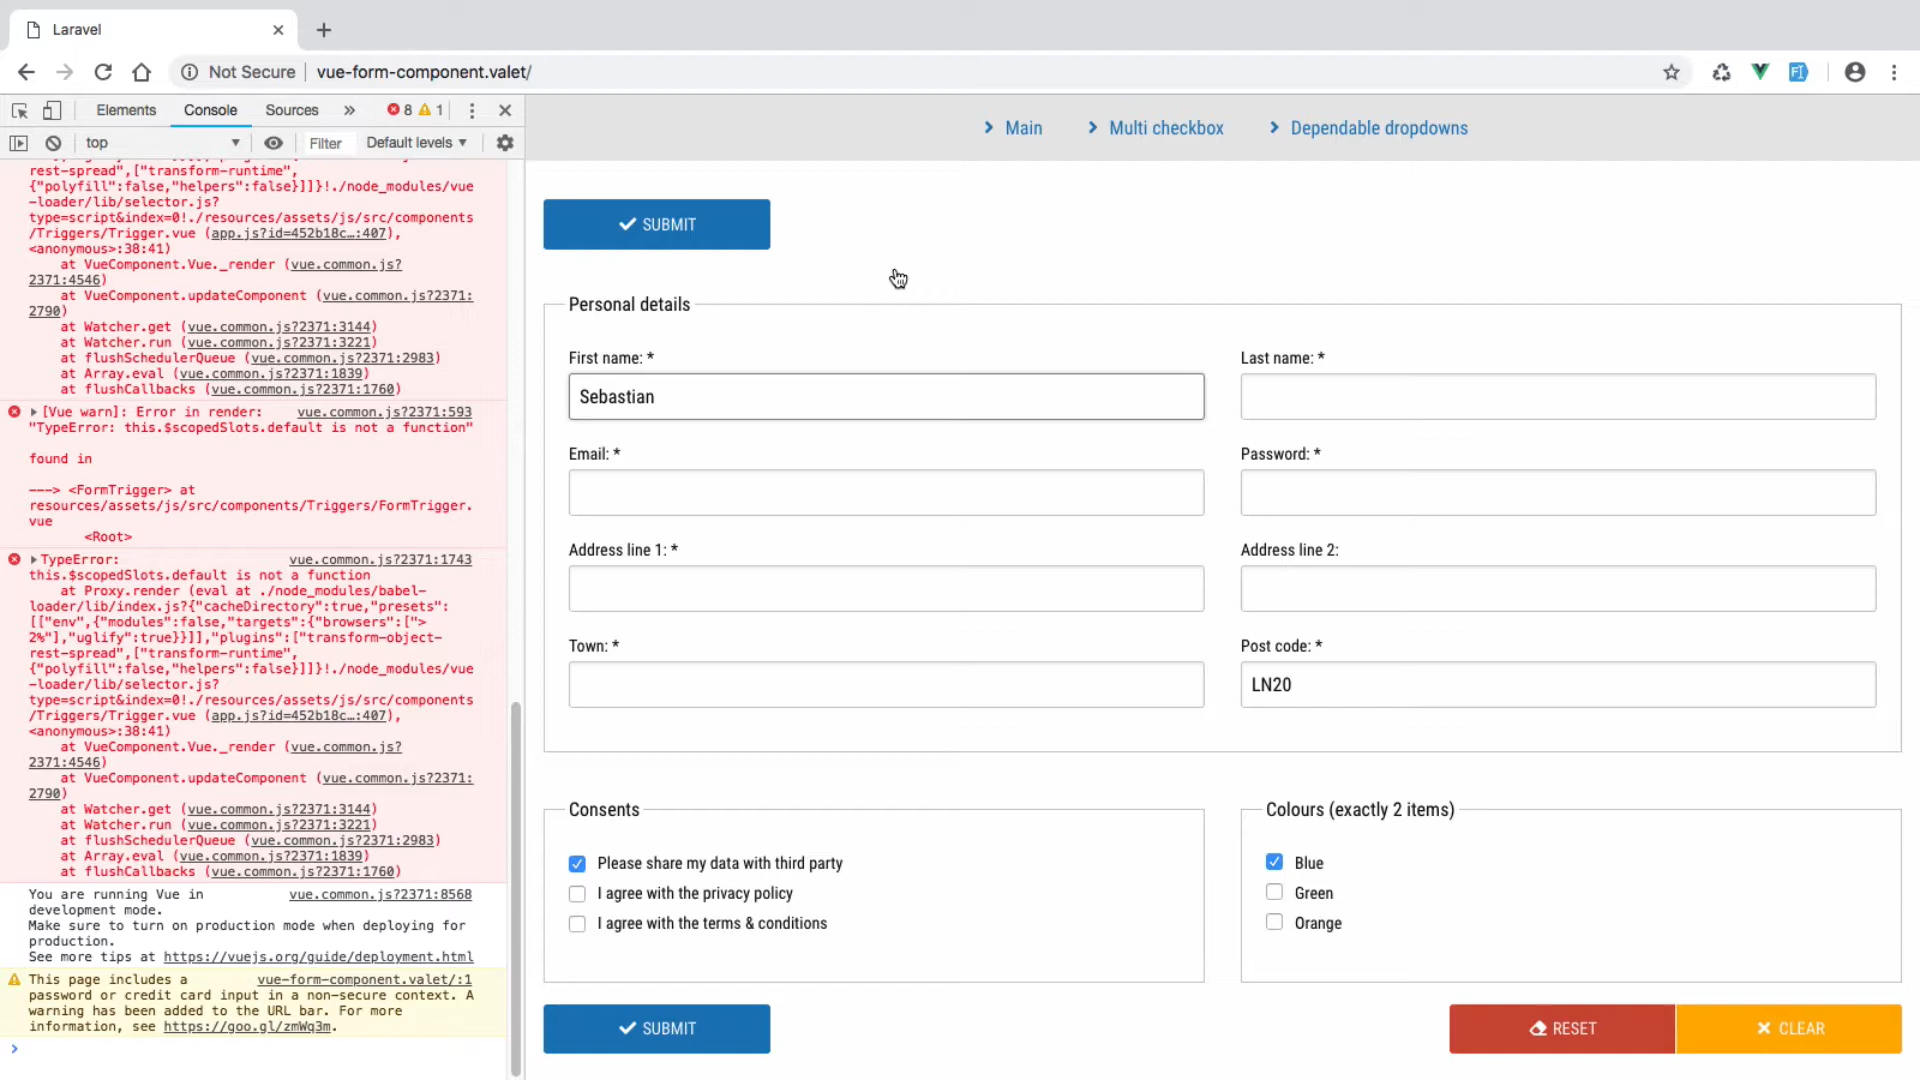 Laravel
Not Secure
vue-form-component.valet/
Elements
Console
Sources
»
8
1
top
Filter
Default levels ▼
rest-spread",["transform-runtime",
{"polyfill":false,"helpers":false}]]}!./node_modules/vue
-loader/lib/selector.js?
type=script&index=0!./resources/assets/js/src/components
/Triggers/Trigger.vue (app.js?id=452b18c…:407),
<anonymous>:38:41)
at VueComponent.Vue._render (vue.common.js?
2371:4546)
at VueComponent.updateComponent (vue.common.js?2371:
2790)
at Watcher.get (vue.common.js?2371:3144)
at Watcher.run (vue.common.js?2371:3221)
at flushSchedulerQueue (vue.common.js?2371:2983)
at Array.eval (vue.common.js?2371:1839)
at flushCallbacks (vue.common.js?2371:1760)
[Vue warn]: Error in render: vue.common.js?2371:593
"TypeError: this.$scopedSlots.default is not a function"
found in
---> <FormTrigger> at
resources/assets/js/src/components/Triggers/FormTrigger.
vue
<Root>
TypeError: vue.common.js?2371:1743
this.$scopedSlots.default is not a function
at Proxy.render (eval at ./node_modules/babel-
loader/lib/index.js?{"cacheDirectory":true,"presets":
[["env",{"modules":false,"targets":{"browsers":[">
2%"],"uglify":true}}]],"plugins":["transform-object-
rest-spread",["transform-runtime",
{"polyfill":false,"helpers":false}]]}!./node_modules/vue
-loader/lib/selector.js?
type=script&index=0!./resources/assets/js/src/components
/Triggers/Trigger.vue (app.js?id=452b18c…:407),
<anonymous>:38:41)
at VueComponent.Vue._render (vue.common.js?
2371:4546)
at VueComponent.updateComponent (vue.common.js?2371:
2790)
at Watcher.get (vue.common.js?2371:3144)
at Watcher.run (vue.common.js?2371:3221)
at flushSchedulerQueue (vue.common.js?2371:2983)
at Array.eval (vue.common.js?2371:1839)
at flushCallbacks (vue.common.js?2371:1760)
You are running Vue in vue.common.js?2371:8568
development mode.
Make sure to turn on production mode when deploying for
production.
See more tips at https://vuejs.org/guide/deployment.html
This page includes a vue-form-component.valet/:1
password or credit card input in a non-secure context. A
warning has been added to the URL bar. For more
information, see https://goo.gl/zmWq3m.
Main
Multi checkbox
Dependable dropdowns
SUBMIT
Personal details
First name: *
Last name: *
Sebastian
Email: *
Password: *
Address line 1: *
Address line 2:
Town: *
Post code: *
LN20
Consents
Please share my data with third party
I agree with the privacy policy
I agree with the terms & conditions
Colours (exactly 2 items)
Blue
Green
Orange
SUBMIT
RESET
CLEAR